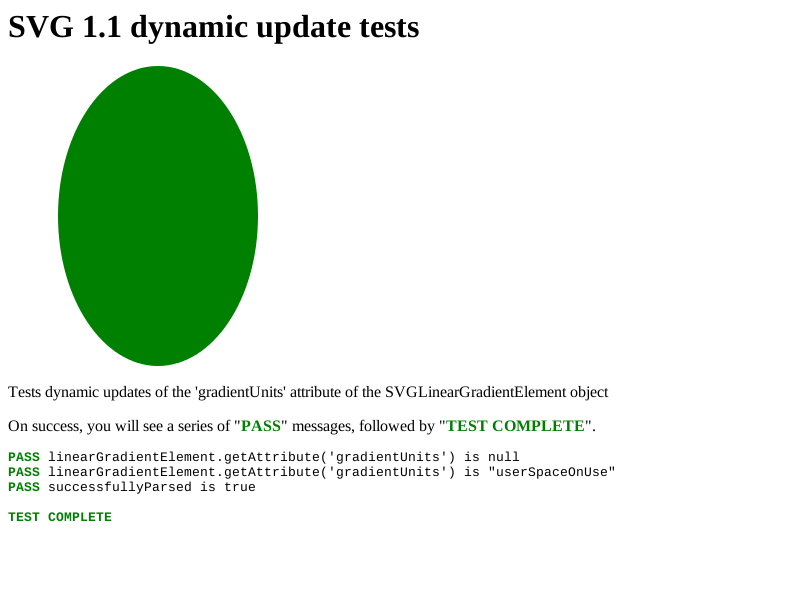 SVG 1.1 dynamic update tests
Tests dynamic updates of the 'gradientUnits' attribute of the SVGLinearGradientElement object
On success, you will see a series of "PASS" messages, followed by "TEST COMPLETE".
PASS linearGradientElement.getAttribute('gradientUnits') is null
PASS linearGradientElement.getAttribute('gradientUnits') is "userSpaceOnUse"
PASS successfullyParsed is true
TEST COMPLETE